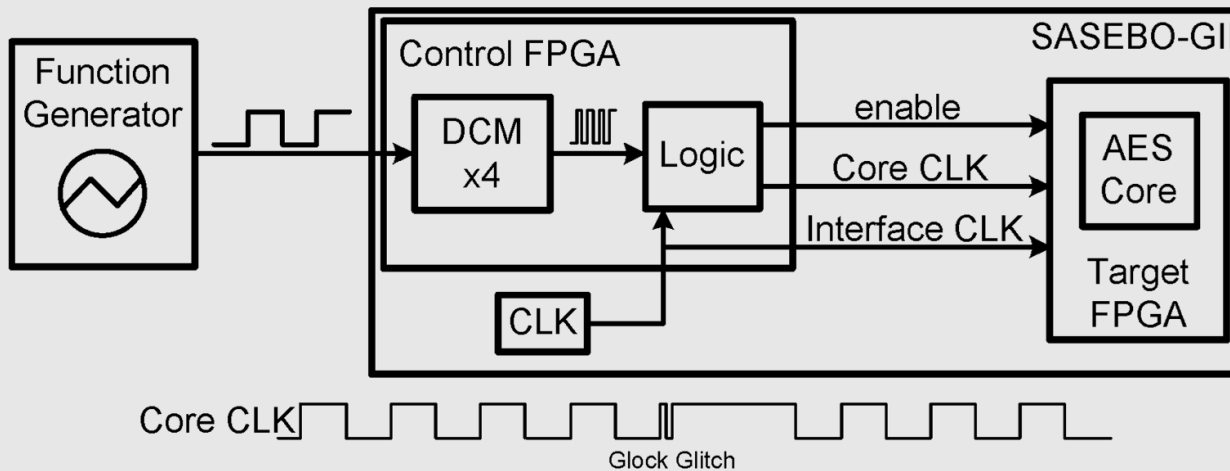 SASEBO-GI
Control FPGA
Function
Generator
DCM
x4
Logic
enable
Core CLK
Interface CLK
AES
Core
Target
FPGA
CLK
Core CLK
Glock Glitch